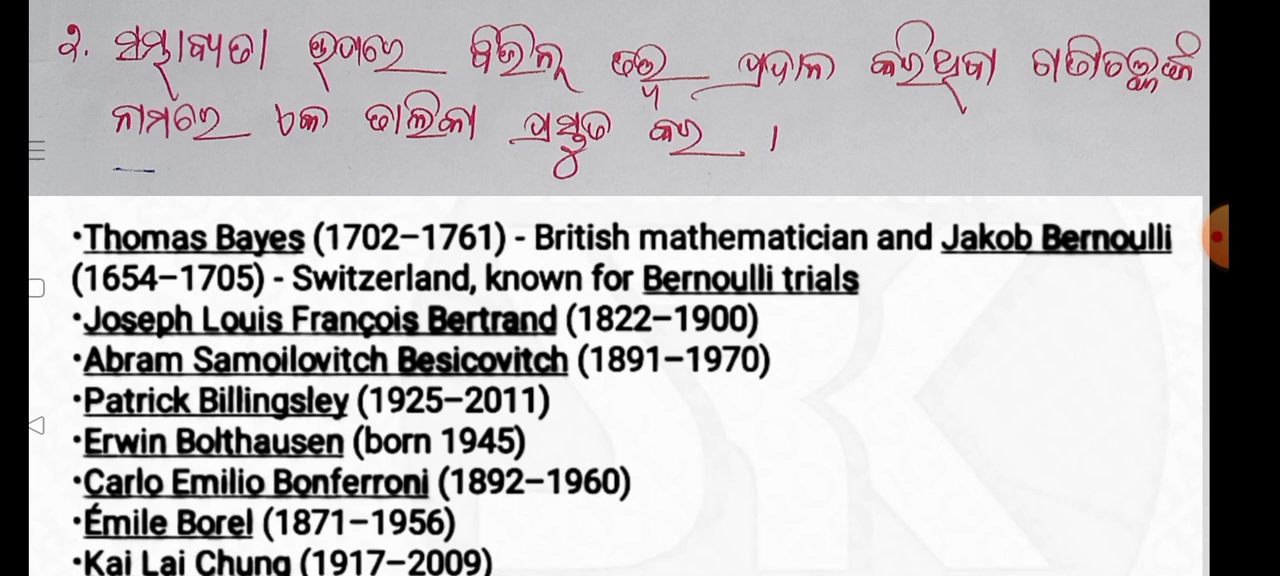 ୨. ସମ୍ଭାବ୍ୟତା ଉପରେ ବିଭିନ୍ନ ତତ୍ତ୍ୱ ପ୍ରଦାନ କରିଥିବା ଗଣିତଜ୍ଞଙ୍କ
ନାମରେ ଏକ ତାଲିକା ପ୍ରସ୍ତୁତ କର ।
•Thomas Bayes (1702–1761) - British mathematician and Jakob Bernoulli
(1654–1705) - Switzerland, known for Bernoulli trials
•Joseph Louis François Bertrand (1822–1900)
•Abram Samoilovitch Besicovitch (1891–1970)
•Patrick Billingsley (1925–2011)
•Erwin Bolthausen (born 1945)
•Carlo Emilio Bonferroni (1892–1960)
•Émile Borel (1871–1956)
•Kai Lai Chung (1917–2009)